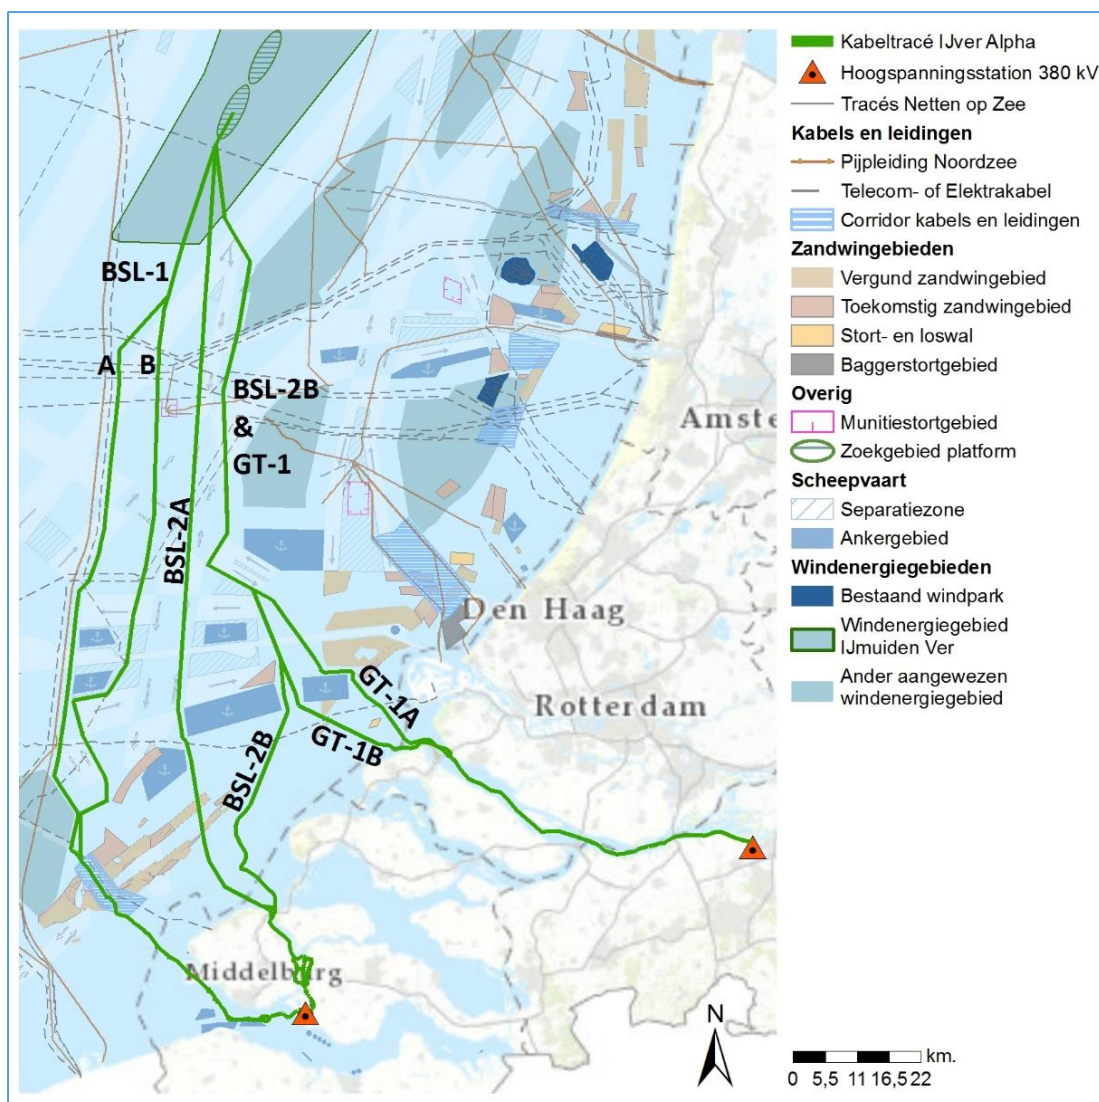 BSL-1
A
B
BSL-2B
&
GT-1
BSL-2A
GT-1A
GT-1B
BSL-2B
Amste
Den Haag
Rotterdam
Middelburg
Kabeltracé IJver Alpha
Hoogspanningsstation 380 kV
Tracés Netten op Zee
Kabels en leidingen
Pijpleiding Noordzee
Telecom- of Elektrakabel
Corridor kabels en leidingen
Zandwingebieden
Vergund zandwingebied
Toekomstig zandwingebied
Stort- en loswal
Baggerstortgebied
Overig
Munitiestortgebied
Zoekgebied platform
Scheepvaart
Separatiezone
Ankergebied
Windenergiegebieden
Bestaand windpark
Windenergiegebied
IJmuiden Ver
Ander aangewezen
windenergiegebied
N
km.
0 5,5 11 16,5 22